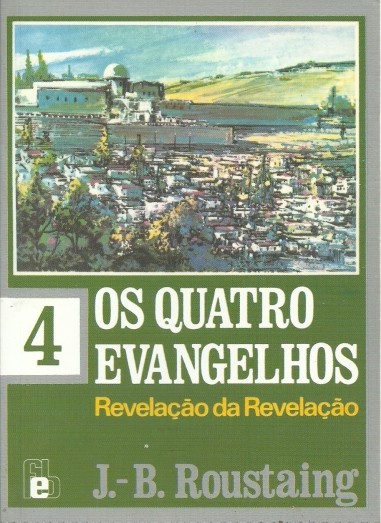 4
OS QUATRO
EVANGELHOS
Revelação da Revelação
feb
J.-B. Roustaing